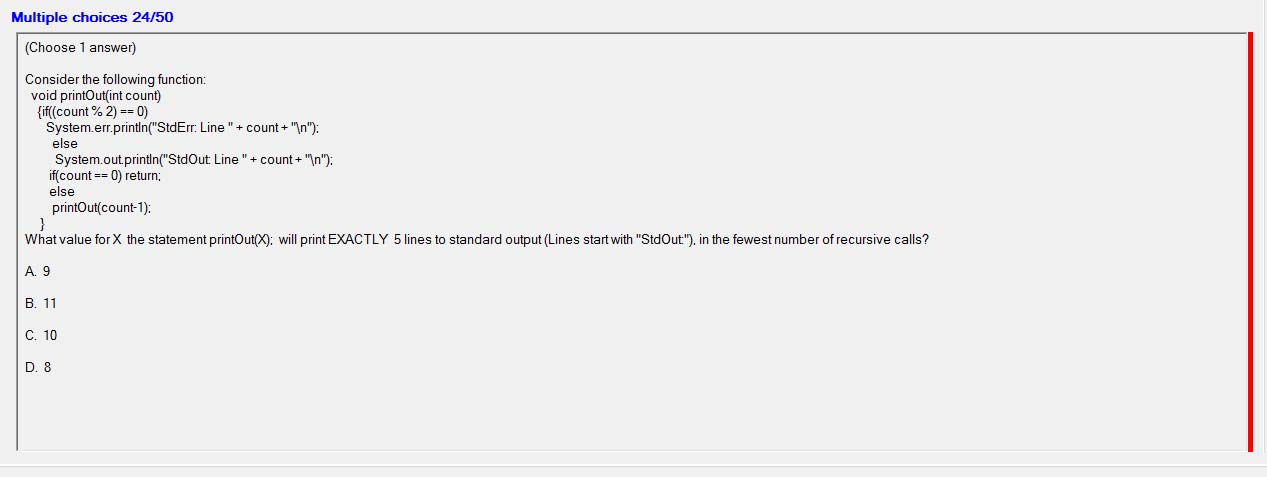 Multiple choices 24/50
(Choose 1 answer)
Consider the following function:
void printOut(int count)
{if((count % 2) == 0)
System.err.println("StdErr: Line " + count + "\n");
else
System.out.println("StdOut: Line " + count + "\n");
if(count == 0) return;
else
printOut(count-1);
}
What value for X the statement printOut(X); will print EXACTLY 5 lines to standard output (Lines start with "StdOut:"), in the fewest number of recursive calls?
A. 9
B. 11
C. 10
D. 8